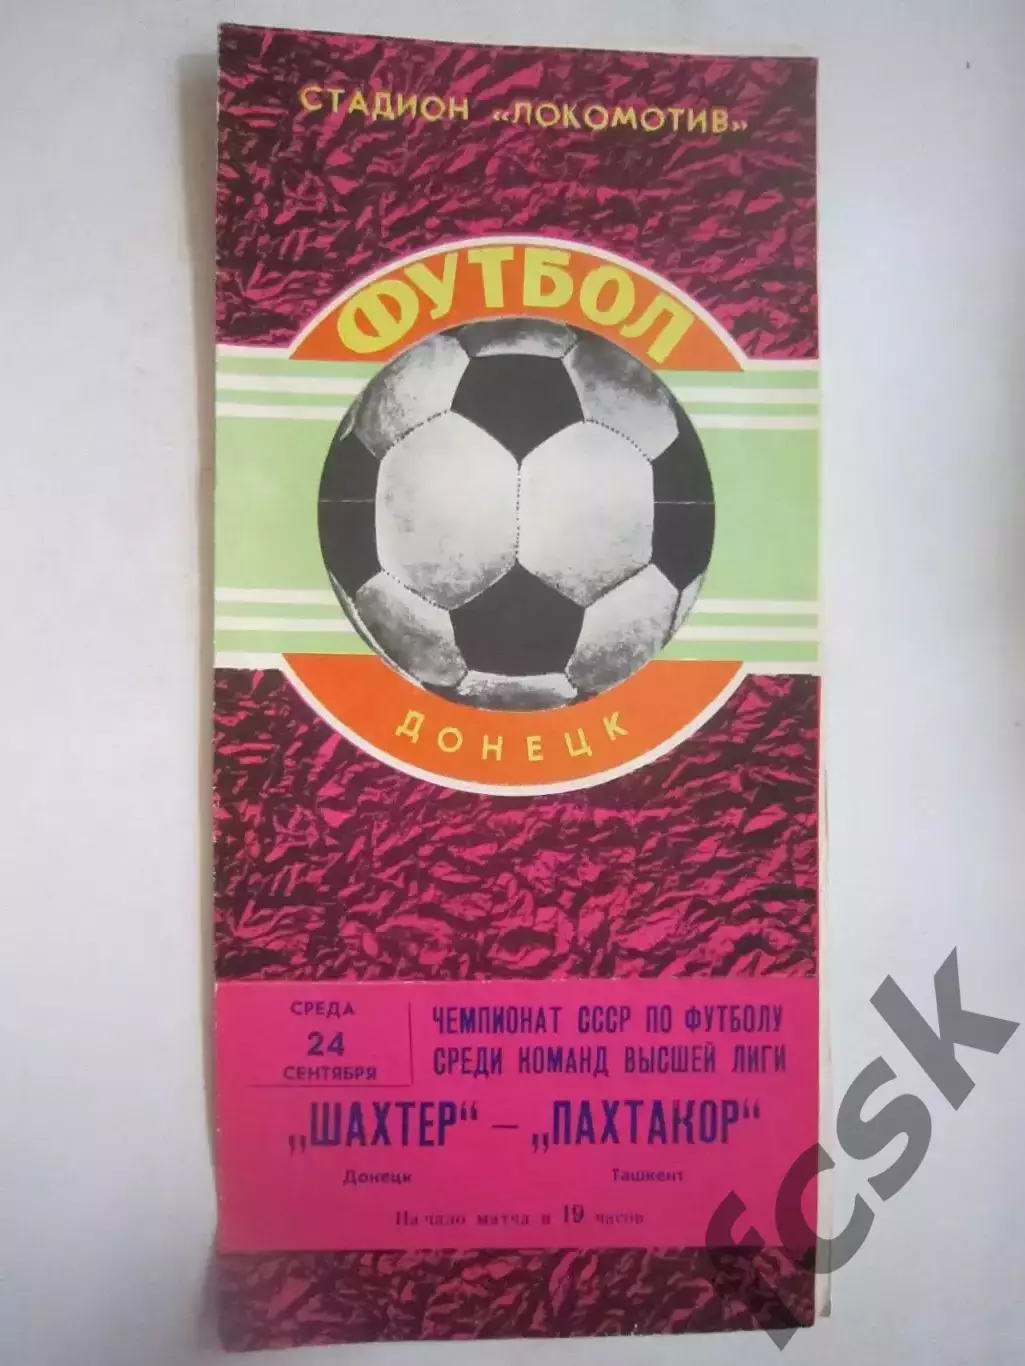 СТАДИОН «ЛОКОМОТИВ»
ФУТБОЛ
ДОНЕЦК
СРЕДА
24
СЕНТЯБРЯ
ЧЕМПИОНАТ СССР ПО ФУТБОЛУ
СРЕДИ КОМАНД ВЫСШЕЙ ЛИГИ
„ШАХТЕР“ – „ПАХТАКОР“
Донецк Ташкент
Начало матча в 19 часов
fcsk